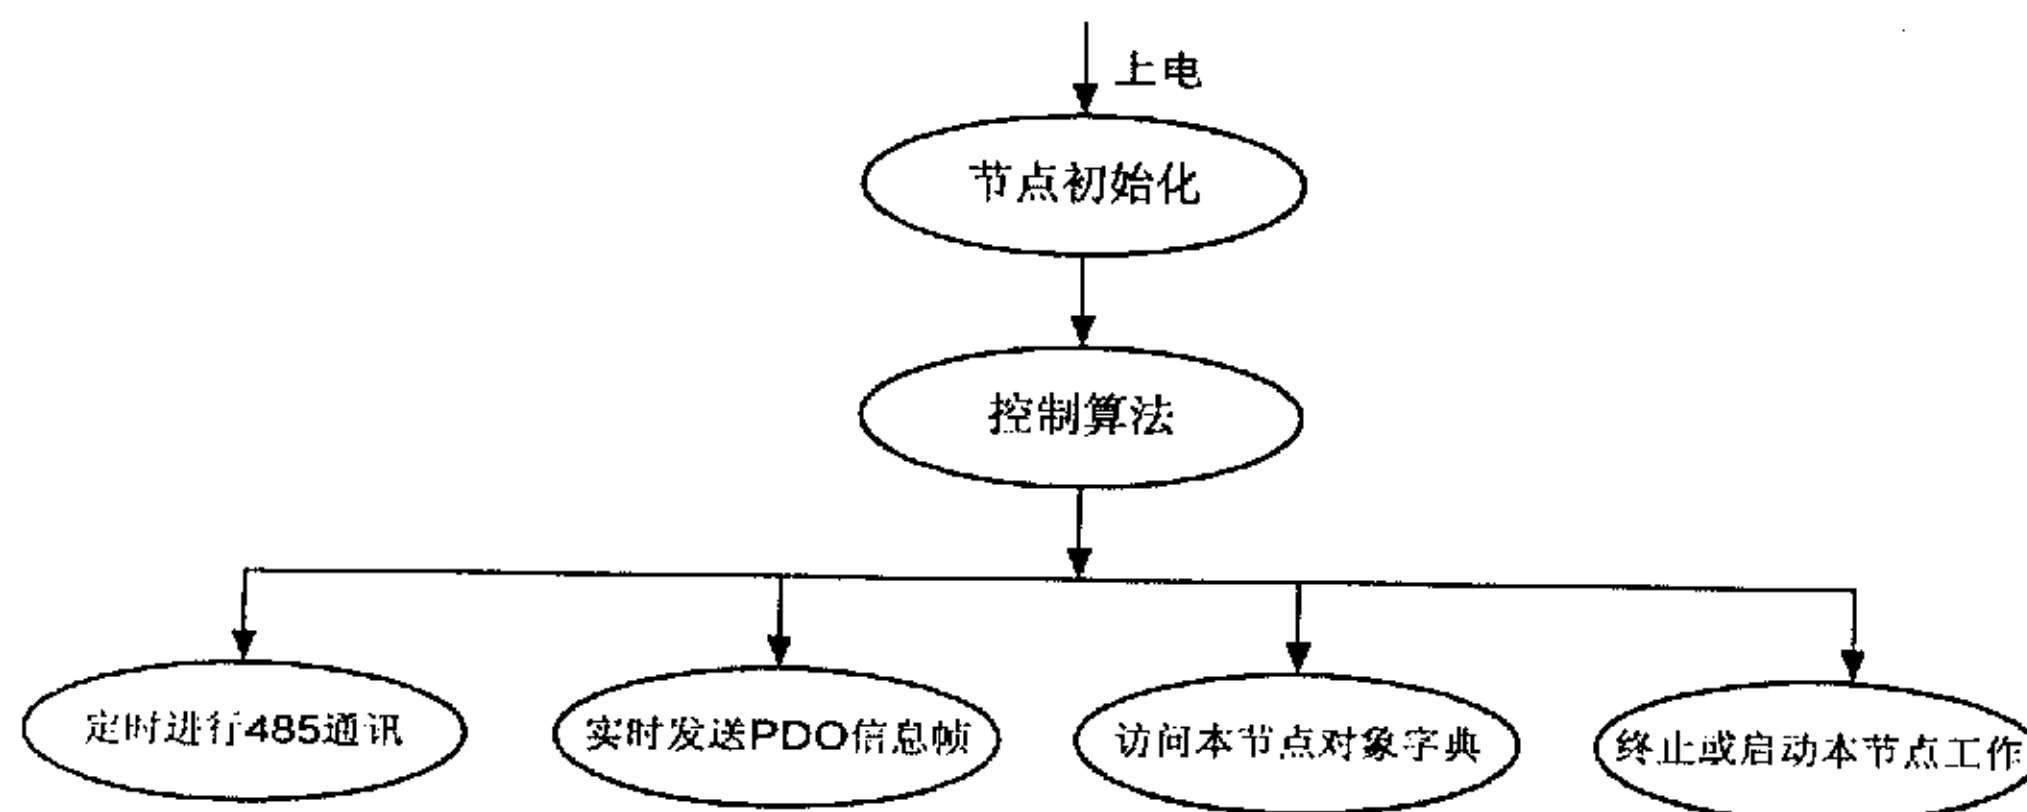 上电
节点初始化
控制算法
定时进行485通讯
实时发送PDO信息帧
访问本节点对象字典
终止或启动本节点工作